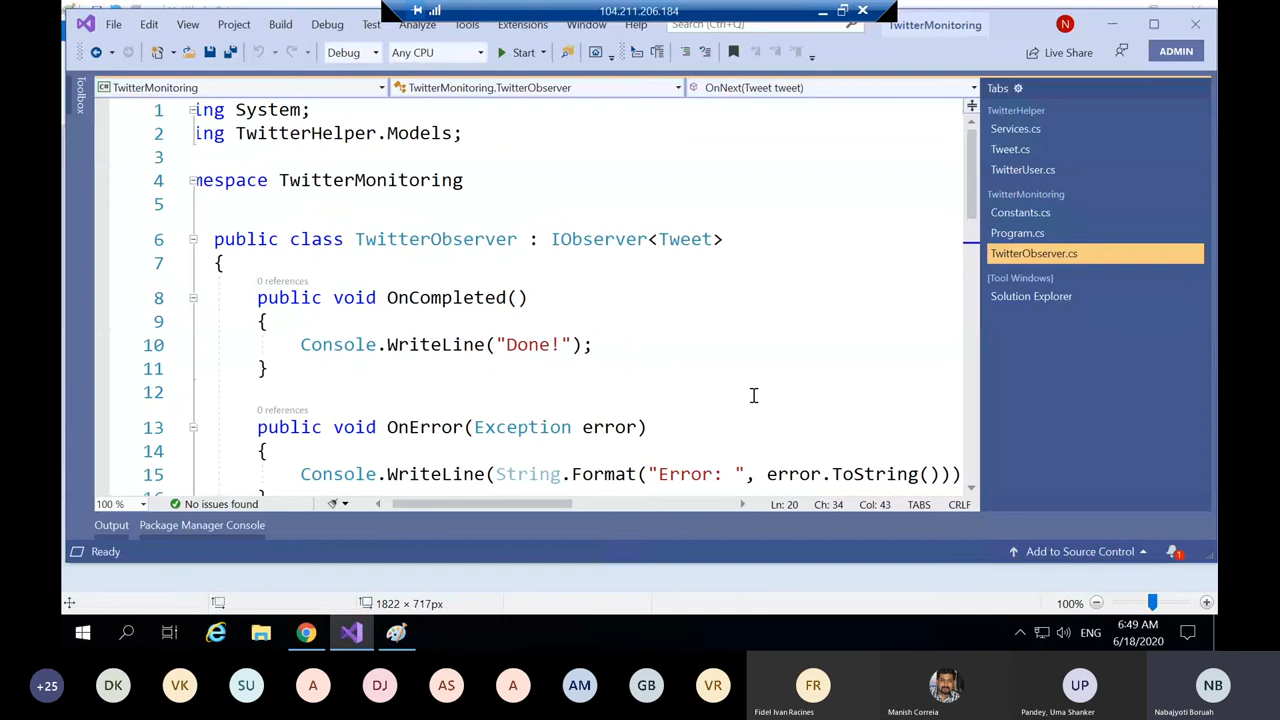 104.211.206.184
File Edit View Project Build Debug Test Analyze Tools Extensions Window Help Search (Ctrl+Q) TwitterMonitoring N
Debug Any CPU Start Live Share ADMIN
Toolbox
TwitterMonitoring TwitterMonitoring.TwitterObserver OnNext(Tweet tweet)
1 ing System;
2 ing TwitterHelper.Models;
3
4 mespace TwitterMonitoring
5
6 public class TwitterObserver : IObserver<Tweet>
7 {
0 references
8 public void OnCompleted()
9 {
10 Console.WriteLine("Done!");
11 }
12
0 references
13 public void OnError(Exception error)
14 {
15 Console.WriteLine(String.Format("Error: ", error.ToString()))
Tabs
TwitterHelper
Services.cs
Tweet.cs
TwitterUser.cs
TwitterMonitoring
Constants.cs
Program.cs
TwitterObserver.cs
[Tool Windows]
Solution Explorer
100 % No issues found Ln: 20 Ch: 34 Col: 43 TABS CRLF
Output Package Manager Console
Ready Add to Source Control 1
1822 × 717px 100%
ENG 6:49 AM
6/18/2020
+25 DK VK SU A DJ AS A AM GB VR FR UP NB
Fidel Ivan Racines Manish Correia Pandey, Uma Shanker Nabajyoti Boruah